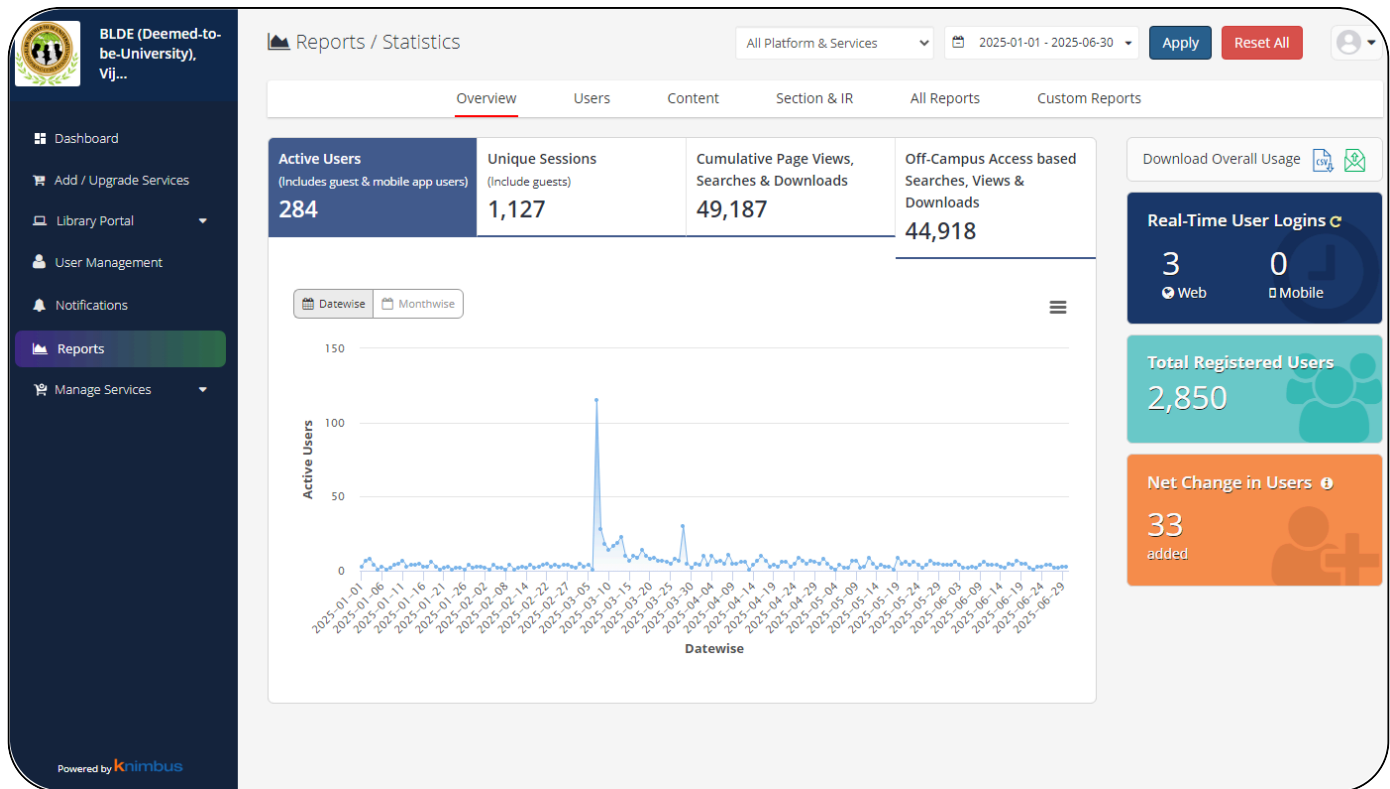 BLDE (Deemed-to-
be-University),
Vij...
Dashboard
Add / Upgrade Services
Library Portal
User Management
Notifications
Reports
Manage Services
Powered by Knimbus
Reports / Statistics
All Platform & Services
2025-01-01 - 2025-06-30
Apply
Reset All
Overview
Users
Content
Section & IR
All Reports
Custom Reports
Active Users
(Includes guest & mobile app users)
284
Unique Sessions
(Include guests)
1,127
Cumulative Page Views,
Searches & Downloads
49,187
Off-Campus Access based
Searches, Views &
Downloads
44,918
Datewise
Monthwise
150
100
50
0
Active Users
2025-01-01
2025-01-06
2025-01-11
2025-01-16
2025-01-21
2025-01-26
2025-02-02
2025-02-08
2025-02-14
2025-02-22
2025-02-27
2025-03-05
2025-03-10
2025-03-15
2025-03-20
2025-03-25
2025-03-30
2025-04-04
2025-04-09
2025-04-14
2025-04-19
2025-04-24
2025-04-29
2025-05-04
2025-05-09
2025-05-14
2025-05-19
2025-05-24
2025-05-29
2025-06-03
2025-06-09
2025-06-14
2025-06-19
2025-06-24
2025-06-29
Datewise
Download Overall Usage
CSV
Real-Time User Logins
3
Web
0
Mobile
Total Registered Users
2,850
Net Change in Users
33
added